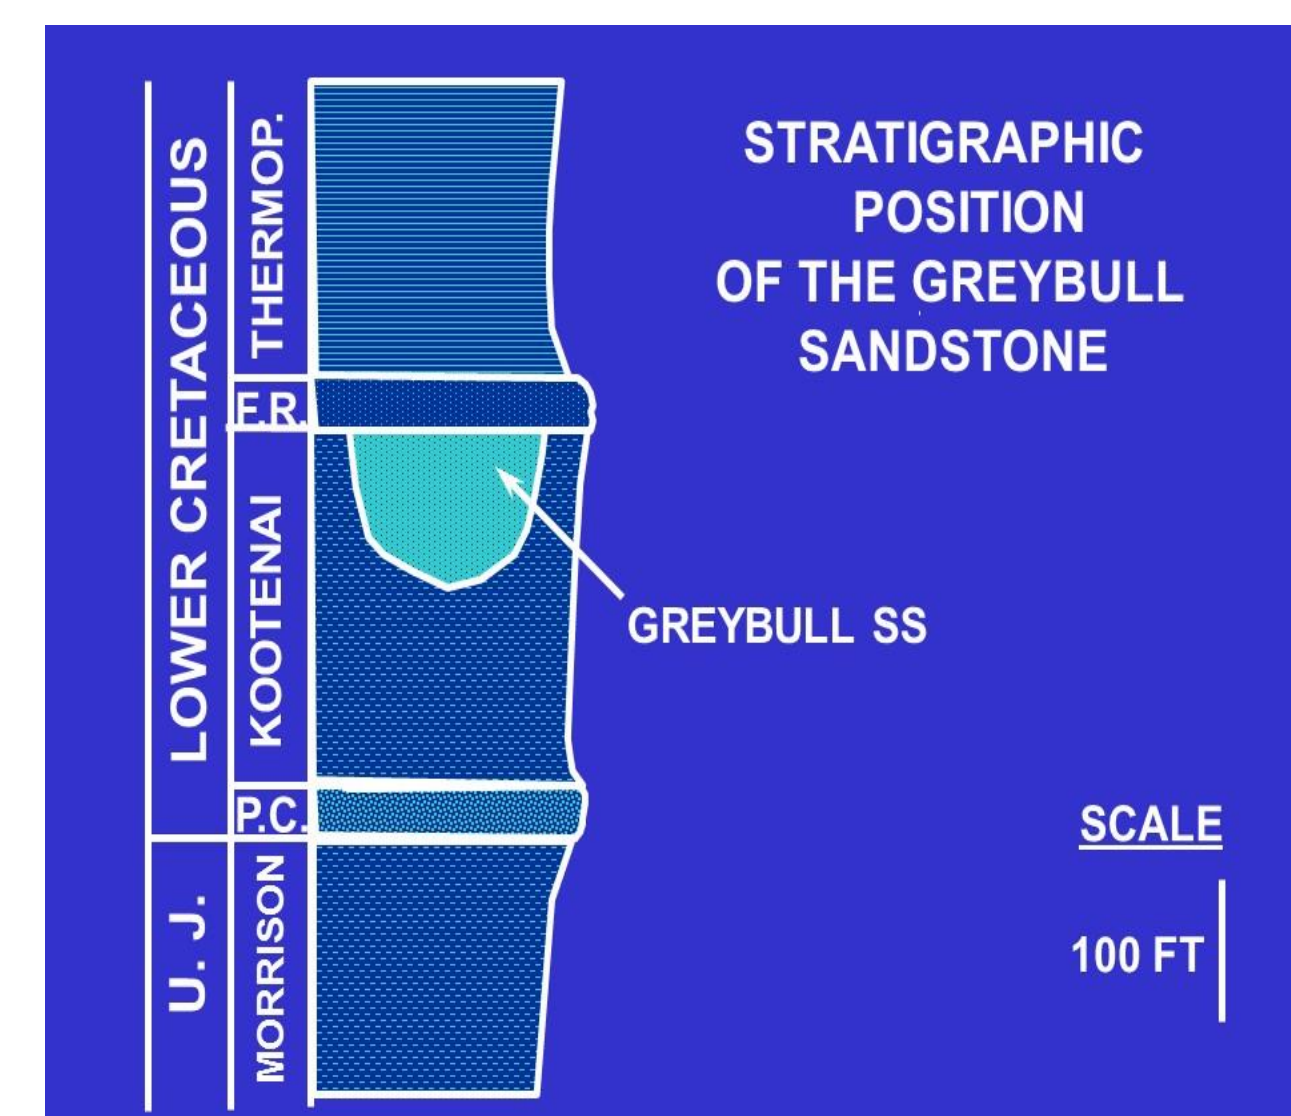 STRATIGRAPHIC
POSITION
OF THE GREYBULL
SANDSTONE
LOWER CRETACEOUS
U. J.
THERMOP.
F.R.
KOOTENAI
P.C.
MORRISON
GREYBULL SS
SCALE
100 FT